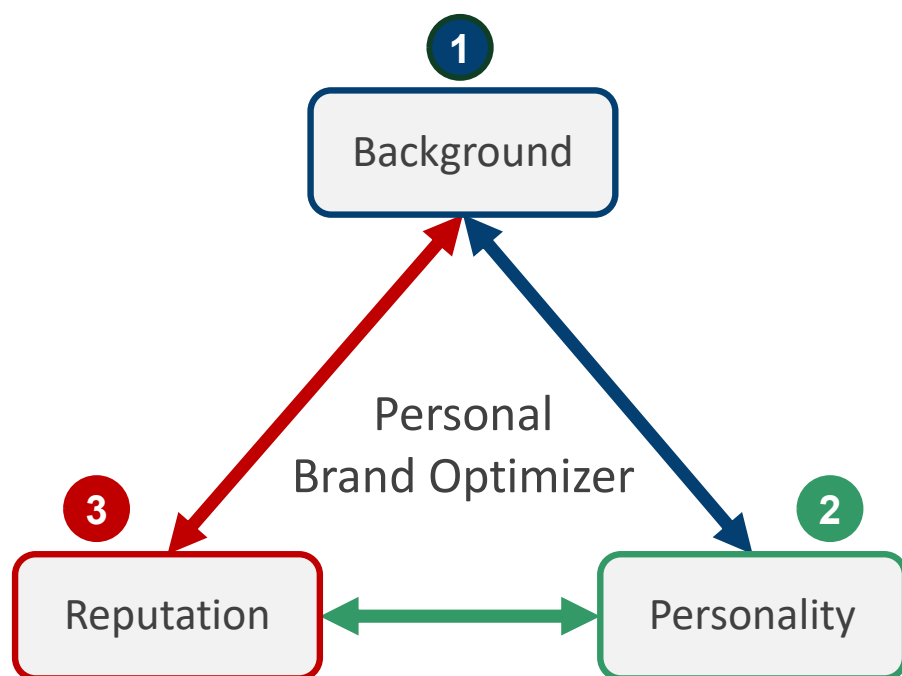 1
Background
Personal
Brand Optimizer
3
2
Reputation
Personality